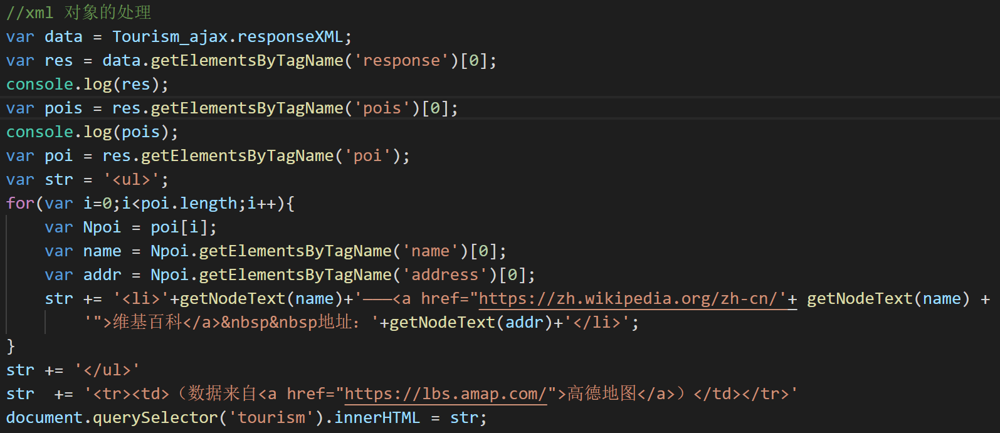 //xml 对象的处理
var data = Tourism_ajax.responseXML;
var res = data.getElementsByTagName('response')[0];
console.log(res);
var pois = res.getElementsByTagName('pois')[0];
console.log(pois);
var poi = res.getElementsByTagName('poi');
var str = '<ul>';
for(var i=0;i<poi.length;i++){
    var Npoi = poi[i];
    var name = Npoi.getElementsByTagName('name')[0];
    var addr = Npoi.getElementsByTagName('address')[0];
    str += '<li>'+getNodeText(name)+'———<a href="https://zh.wikipedia.org/zh-cn/'+ getNodeText(name) +
        '">维基百科</a>&nbsp&nbsp地址：'+getNodeText(addr)+'</li>';
}
str += '</ul>'
str  += '<tr><td>（数据来自<a href="https://lbs.amap.com/">高德地图</a>）</td></tr>'
document.querySelector('tourism').innerHTML = str;